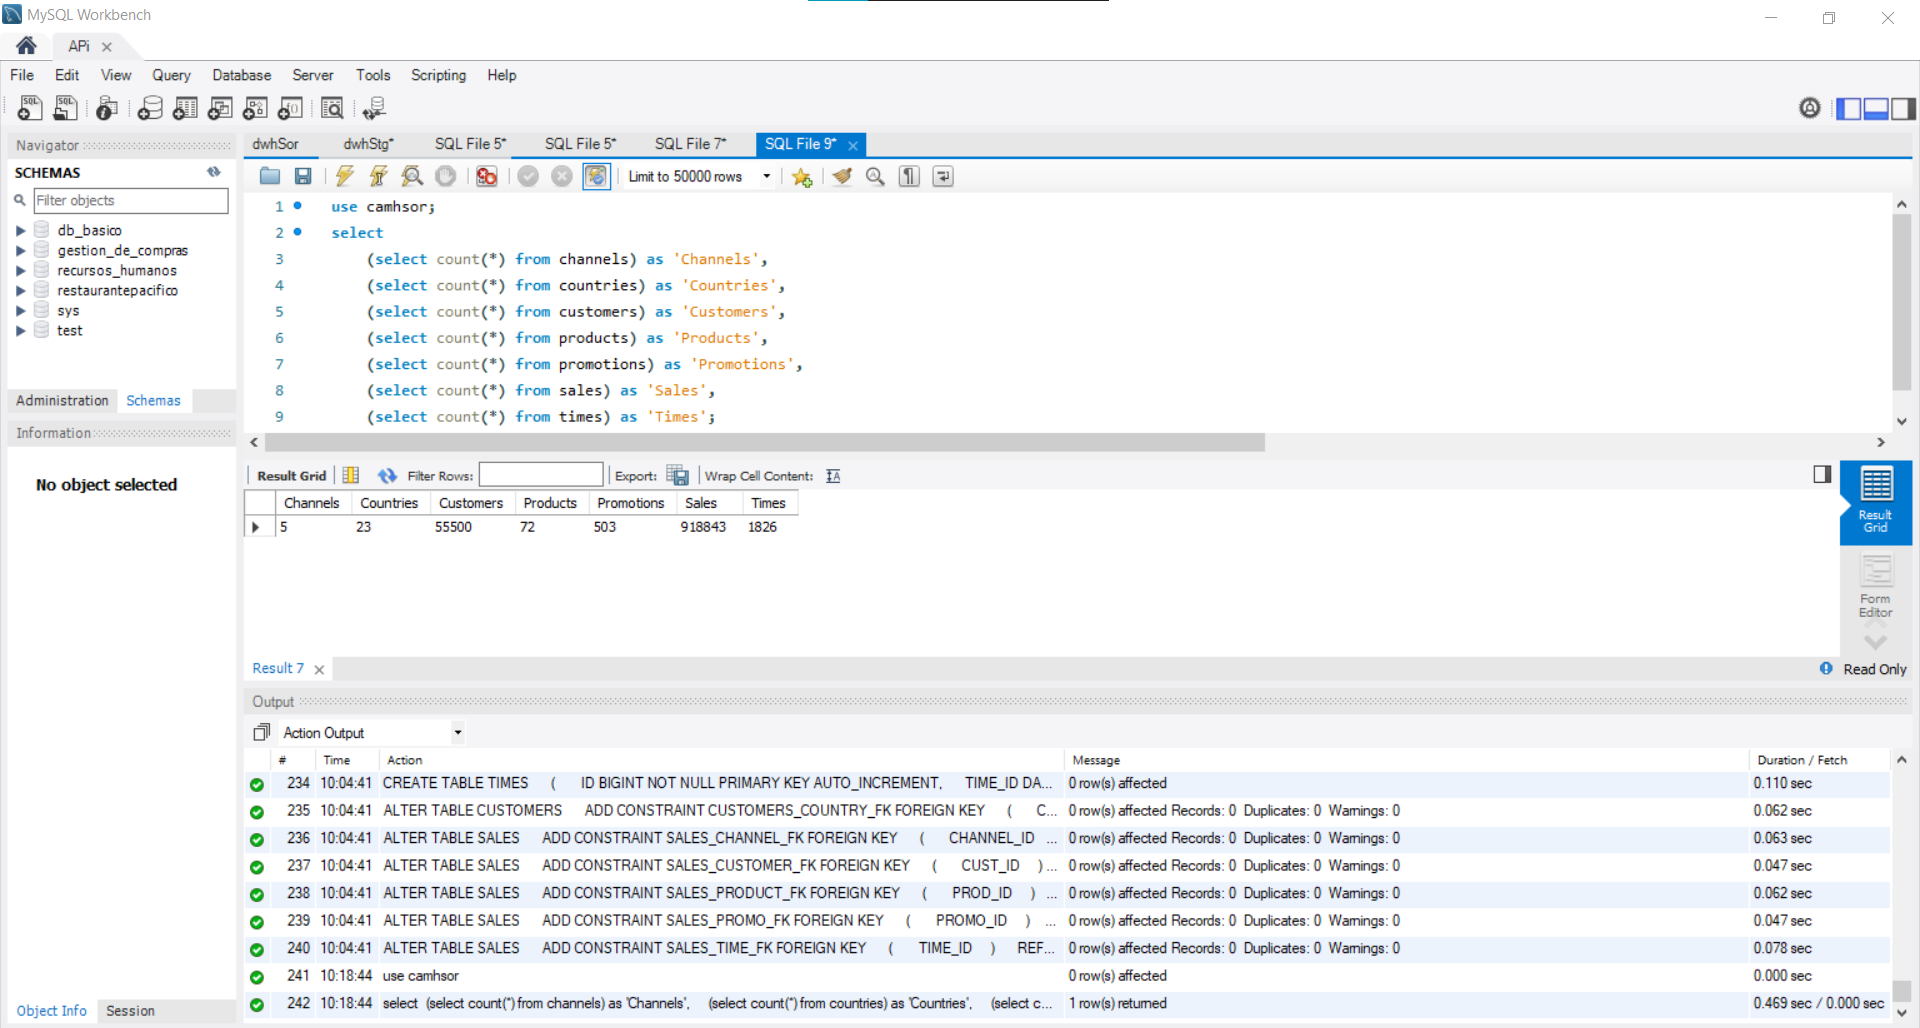 MySQL Workbench
APi
File Edit View Query Database Server Tools Scripting Help
Navigator
SCHEMAS
Filter objects
db_basico
gestion_de_compras
recursos_humanos
restaurantepacifico
sys
test
Administration Schemas
Information
No object selected
Object Info Session
dwhSor dwhStg* SQL File 5* SQL File 5* SQL File 7* SQL File 9*
Limit to 50000 rows
1 use camhsor;
2 select
3 (select count(*) from channels) as 'Channels',
4 (select count(*) from countries) as 'Countries',
5 (select count(*) from customers) as 'Customers',
6 (select count(*) from products) as 'Products',
7 (select count(*) from promotions) as 'Promotions',
8 (select count(*) from sales) as 'Sales',
9 (select count(*) from times) as 'Times';
Result Grid Filter Rows: Export: Wrap Cell Content:
Channels Countries Customers Products Promotions Sales Times
5 23 55500 72 503 918843 1826
Result Grid
Form Editor
Result 7
Read Only
Output
Action Output
# Time Action Message Duration / Fetch
234 10:04:41 CREATE TABLE TIMES ( ID BIGINT NOT NULL PRIMARY KEY AUTO_INCREMENT, TIME_ID DA... 0 row(s) affected 0.110 sec
235 10:04:41 ALTER TABLE CUSTOMERS ADD CONSTRAINT CUSTOMERS_COUNTRY_FK FOREIGN KEY ( C... 0 row(s) affected Records: 0 Duplicates: 0 Warnings: 0 0.062 sec
236 10:04:41 ALTER TABLE SALES ADD CONSTRAINT SALES_CHANNEL_FK FOREIGN KEY ( CHANNEL_ID ... 0 row(s) affected Records: 0 Duplicates: 0 Warnings: 0 0.063 sec
237 10:04:41 ALTER TABLE SALES ADD CONSTRAINT SALES_CUSTOMER_FK FOREIGN KEY ( CUST_ID )... 0 row(s) affected Records: 0 Duplicates: 0 Warnings: 0 0.047 sec
238 10:04:41 ALTER TABLE SALES ADD CONSTRAINT SALES_PRODUCT_FK FOREIGN KEY ( PROD_ID ) ... 0 row(s) affected Records: 0 Duplicates: 0 Warnings: 0 0.062 sec
239 10:04:41 ALTER TABLE SALES ADD CONSTRAINT SALES_PROMO_FK FOREIGN KEY ( PROMO_ID ) ... 0 row(s) affected Records: 0 Duplicates: 0 Warnings: 0 0.047 sec
240 10:04:41 ALTER TABLE SALES ADD CONSTRAINT SALES_TIME_FK FOREIGN KEY ( TIME_ID ) REF... 0 row(s) affected Records: 0 Duplicates: 0 Warnings: 0 0.078 sec
241 10:18:44 use camhsor 0 row(s) affected 0.000 sec
242 10:18:44 select (select count(*) from channels) as 'Channels', (select count(*) from countries) as 'Countries', (select c... 1 row(s) returned 0.469 sec / 0.000 sec